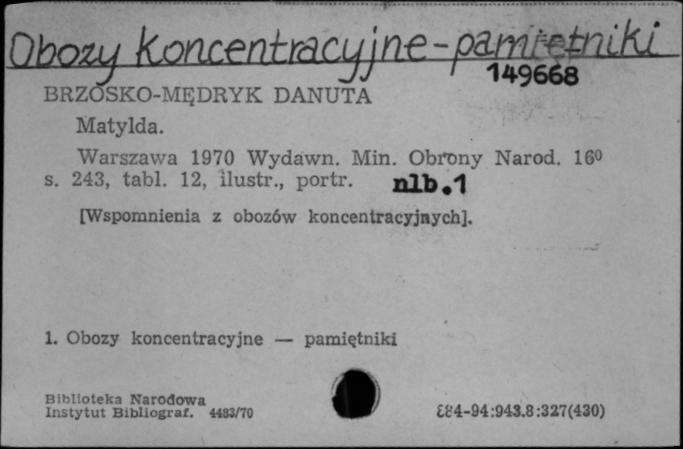 Obozy koncentracyjne - pamiętniki
149668
BRZOSKO-MĘDRYK DANUTA
Matylda.
Warszawa 1970 Wydawn. Min. Obrony Narod. 16⁰
s. 243, tabl. 12, ilustr., portr. nlb.1
[Wspomnienia z obozów koncentracyjnych].
1. Obozy koncentracyjne — pamiętniki
Biblioteka Narodowa
Instytut Bibliograf. 4483/70
884-94:943.8:327(430)